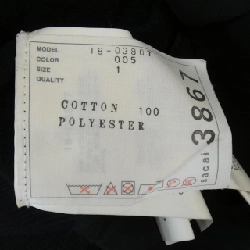 MODEL 18-03867
COLOR 005
SIZE 1
QUALITY
COTTON 100
POLYESTER
3867